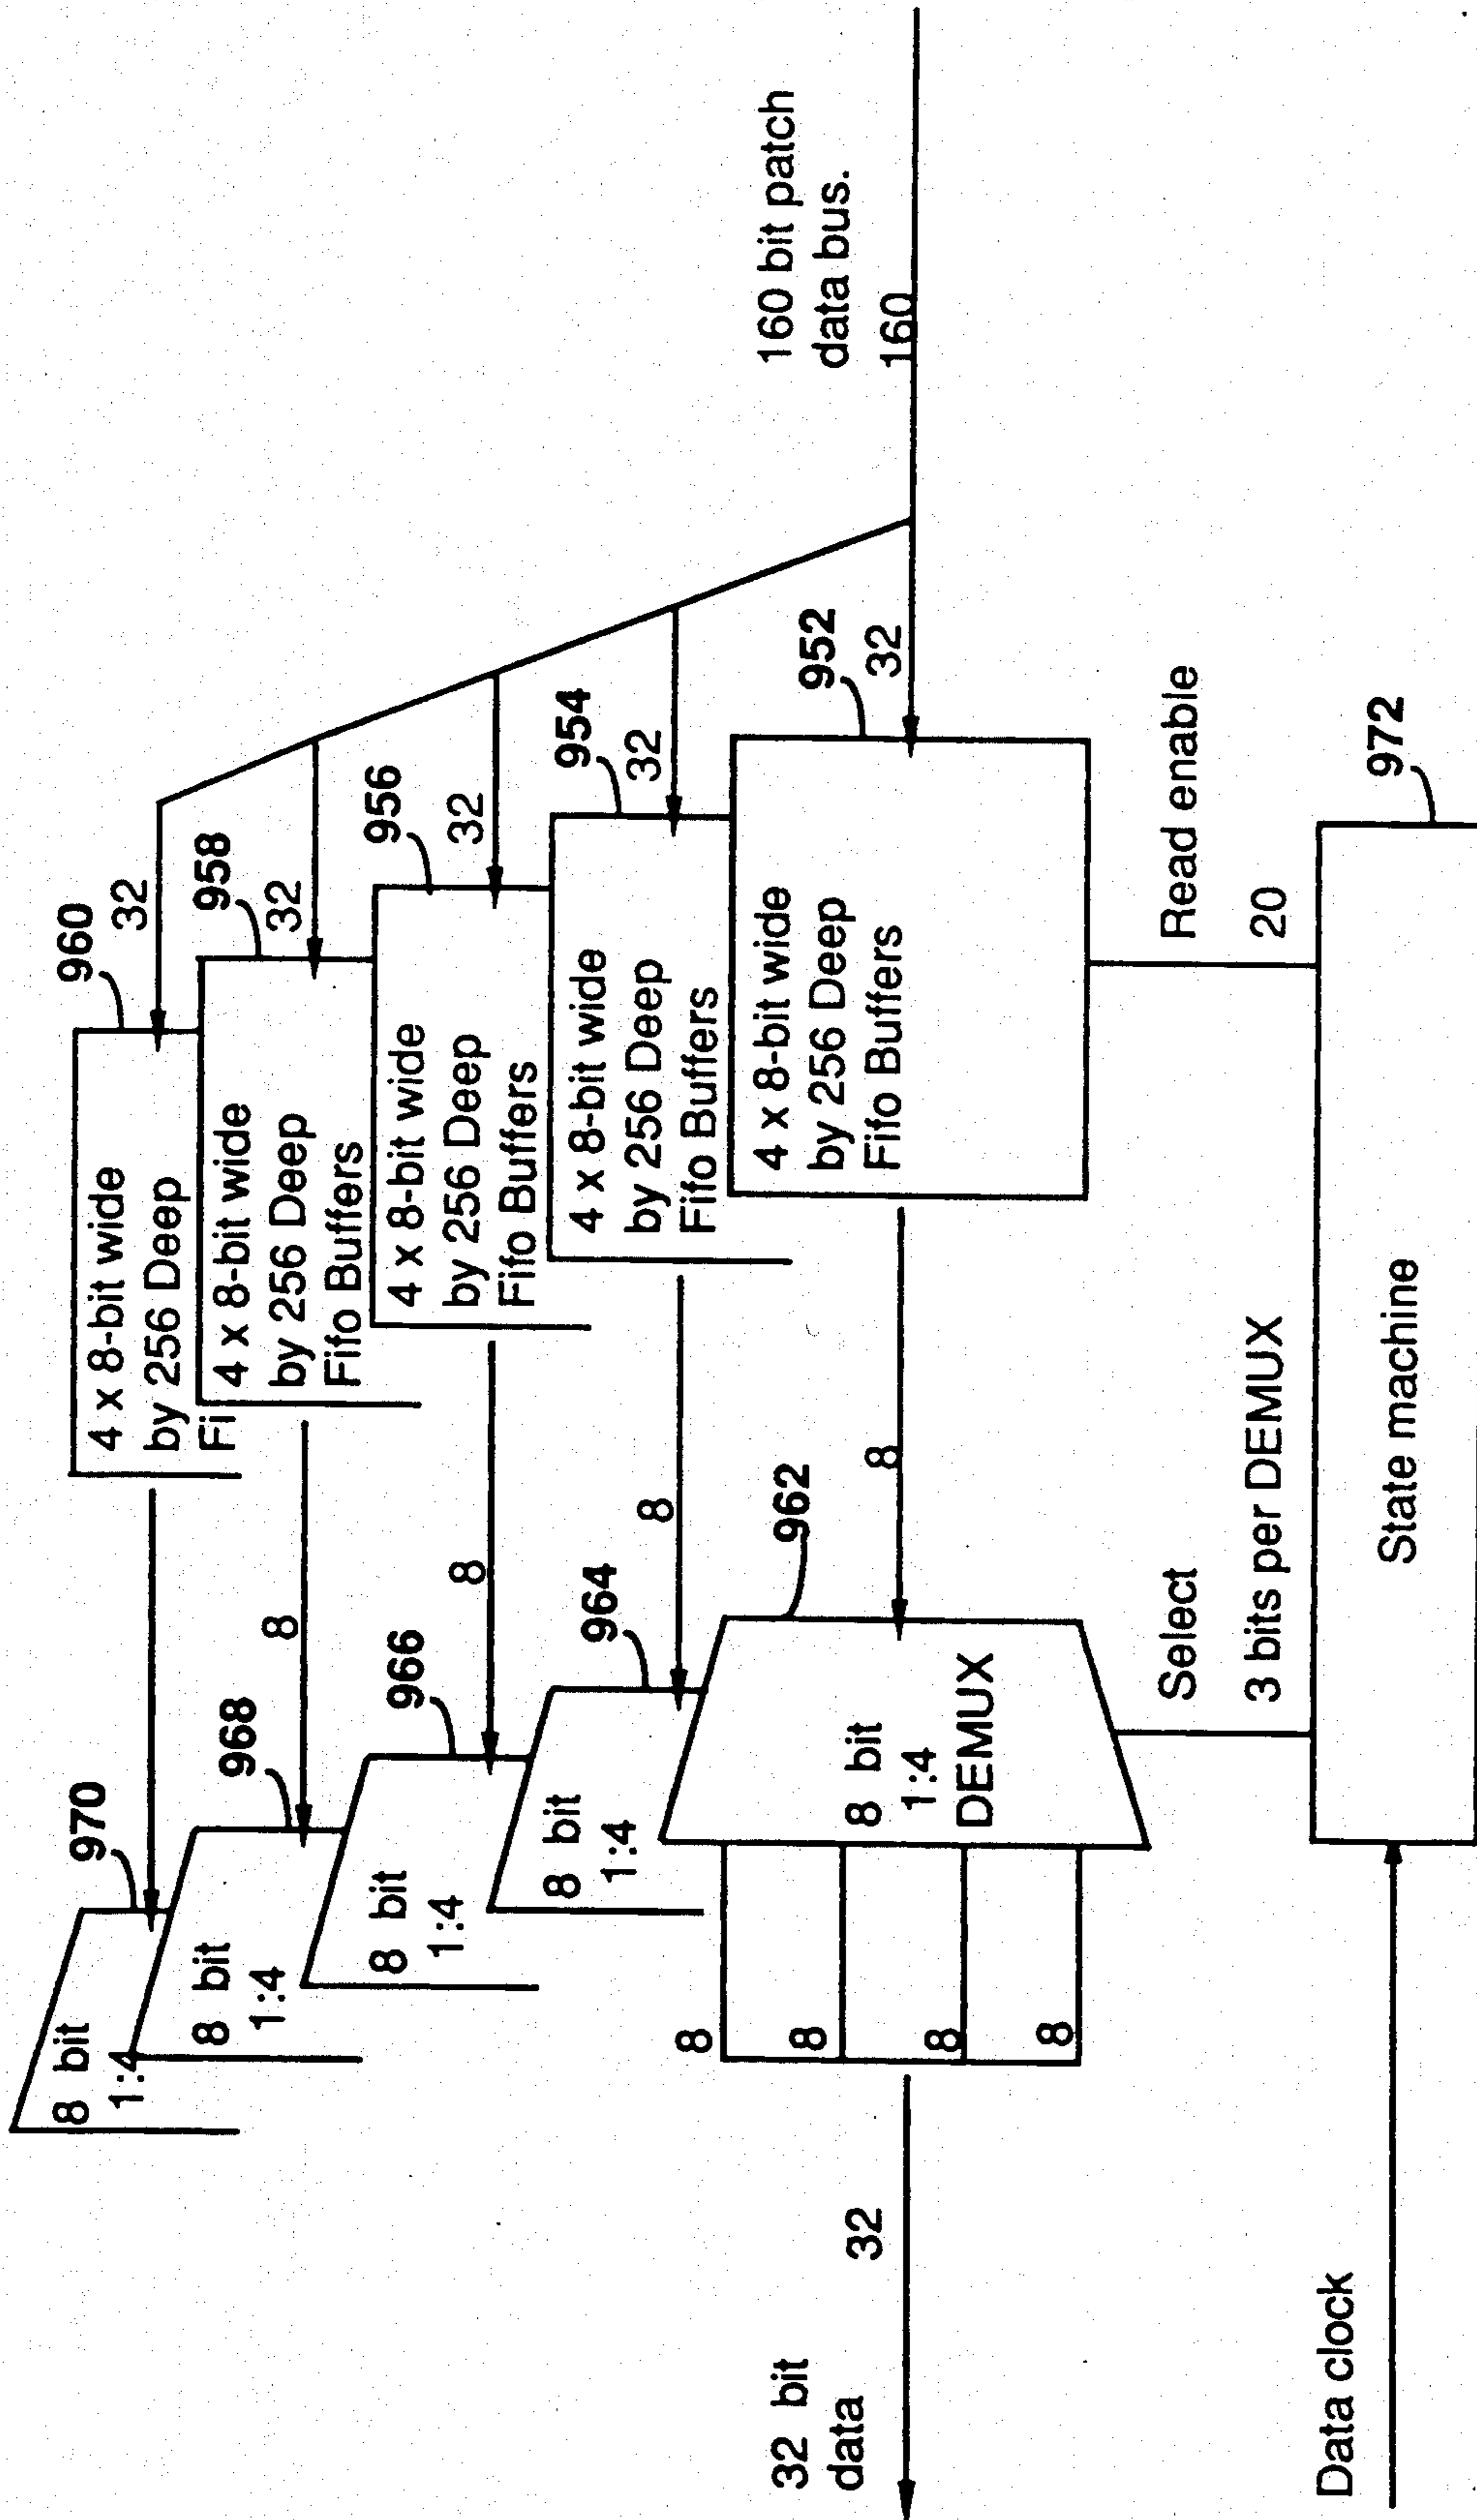 970
8 bit
1:4
968
8 bit
1:4
8
966
8 bit
1:4
8
964
8 bit
1:4
8
962
8 bit
1:4
DEMUX
8
8
8
8
8
32 bit
data
32
960
32
4 x 8-bit wide
by 256 Deep
Fi
958
32
4 x 8-bit wide
by 256 Deep
Fifo Buffers
956
32
4 x 8-bit wide
by 256 Deep
Fifo Buffers
954
32
4 x 8-bit wide
by 256 Deep
Fifo Buffers
952
32
4 x 8-bit wide
by 256 Deep
Fifo Buffers
160 bit patch
data bus.
160
Select
3 bits per DEMUX
Read enable
20
972
State machine
Data clock